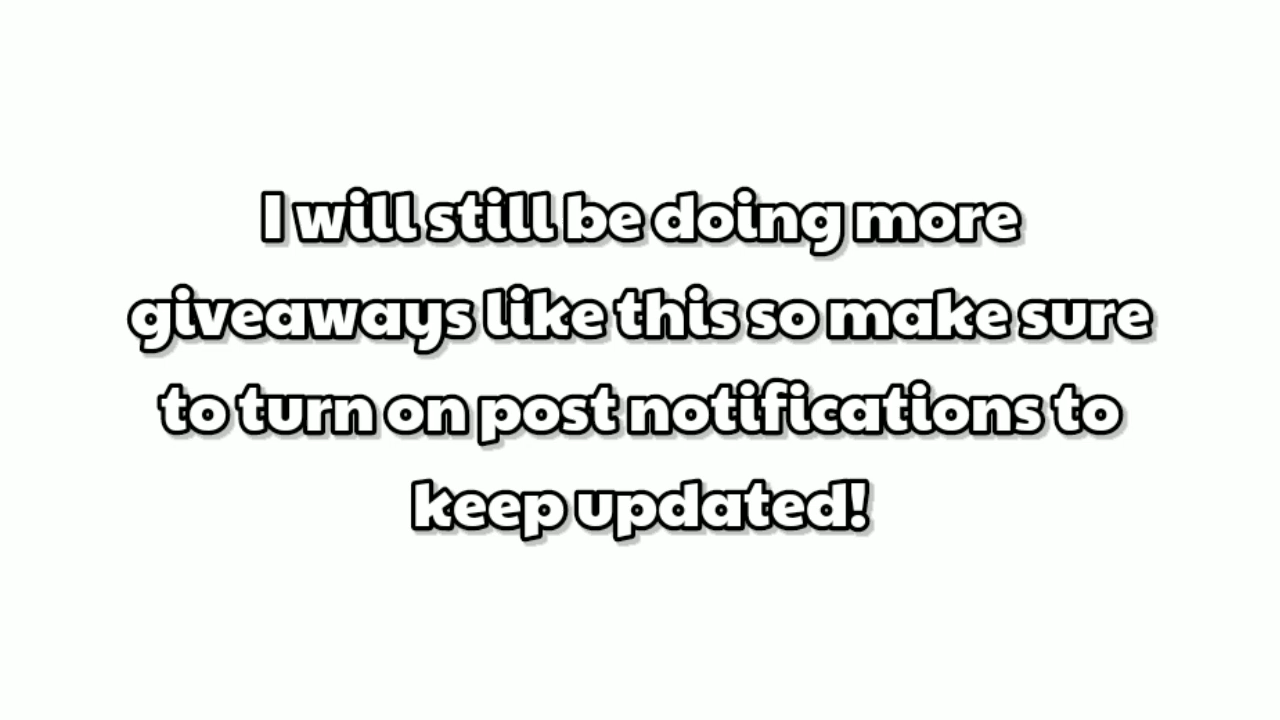 I will still be doing more
giveaways like this so make sure
to turn on post notifications to
keep updated!